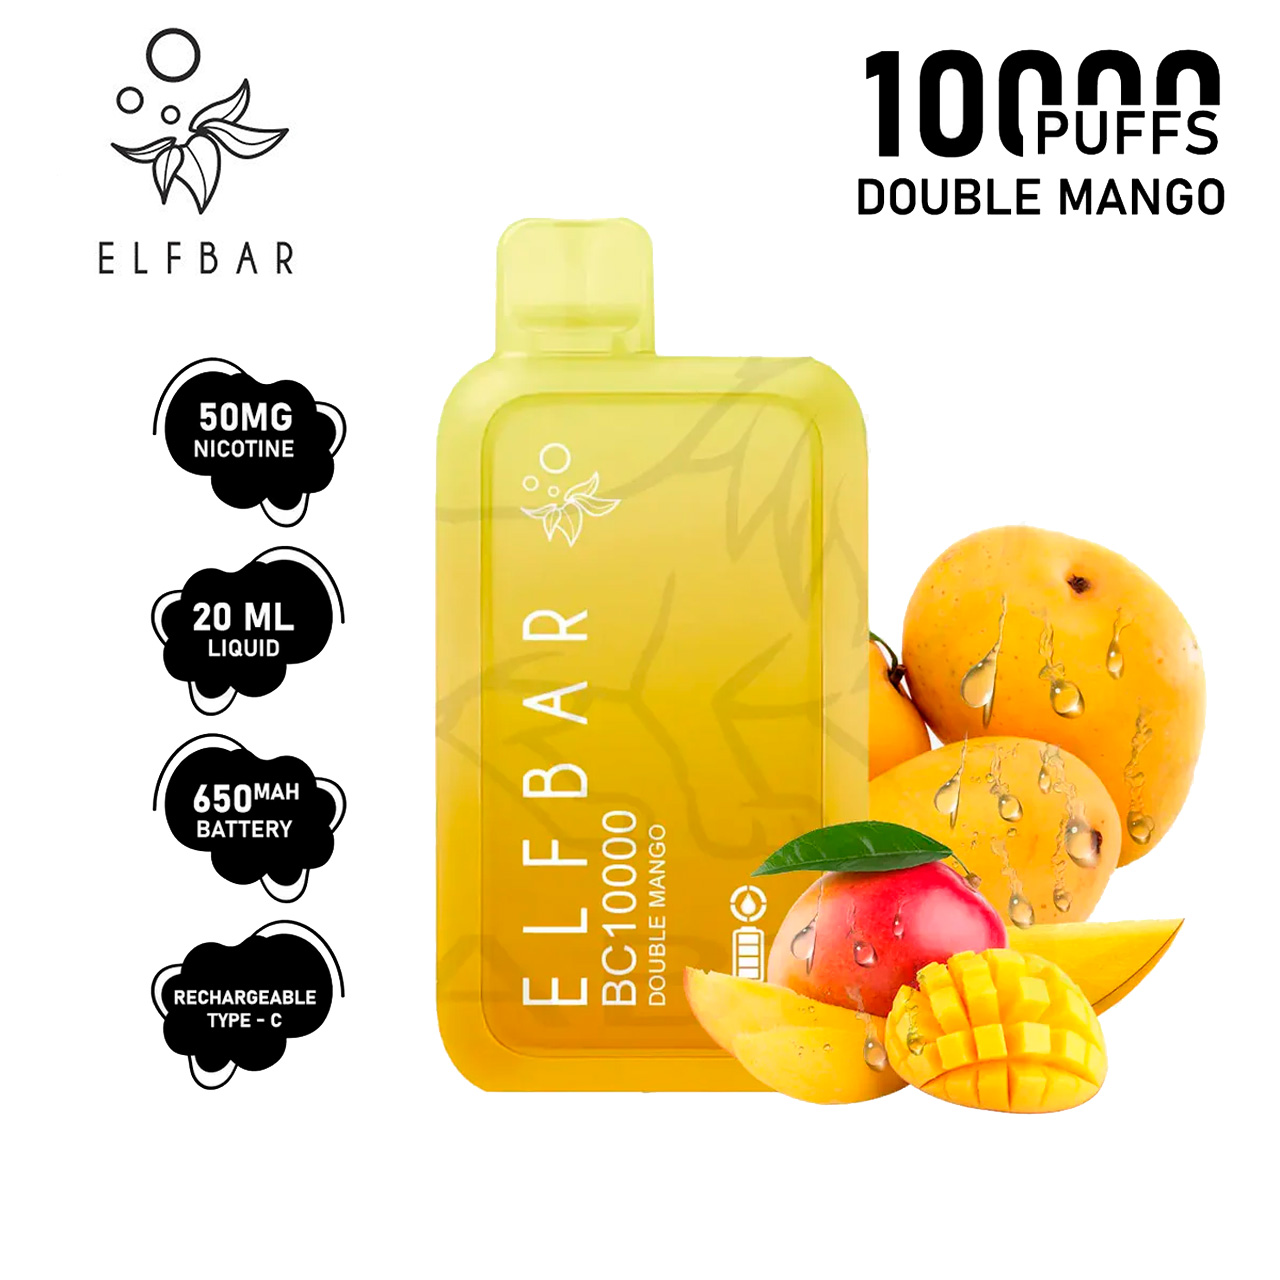 ELFBAR
10000
PUFFS
DOUBLE MANGO
50MG
NICOTINE
20 ML
LIQUID
650MAH
BATTERY
RECHARGEABLE
TYPE - C
ELFBAR
BC10000
DOUBLE MANGO